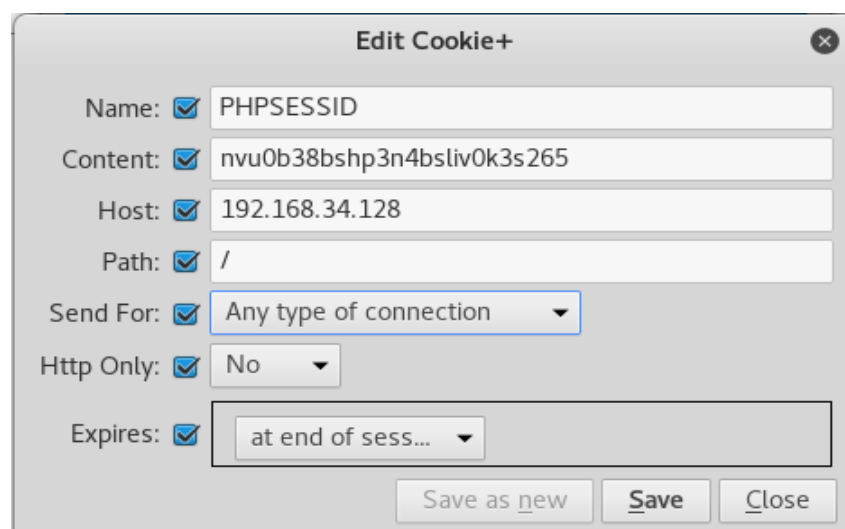 Edit Cookie+
Name: PHPSESSID
Content: nvu0b38bshp3n4bsliv0k3s265
Host: 192.168.34.128
Path: /
Send For: Any type of connection
Http Only: No
Expires: at end of sess...
Save as new Save Close